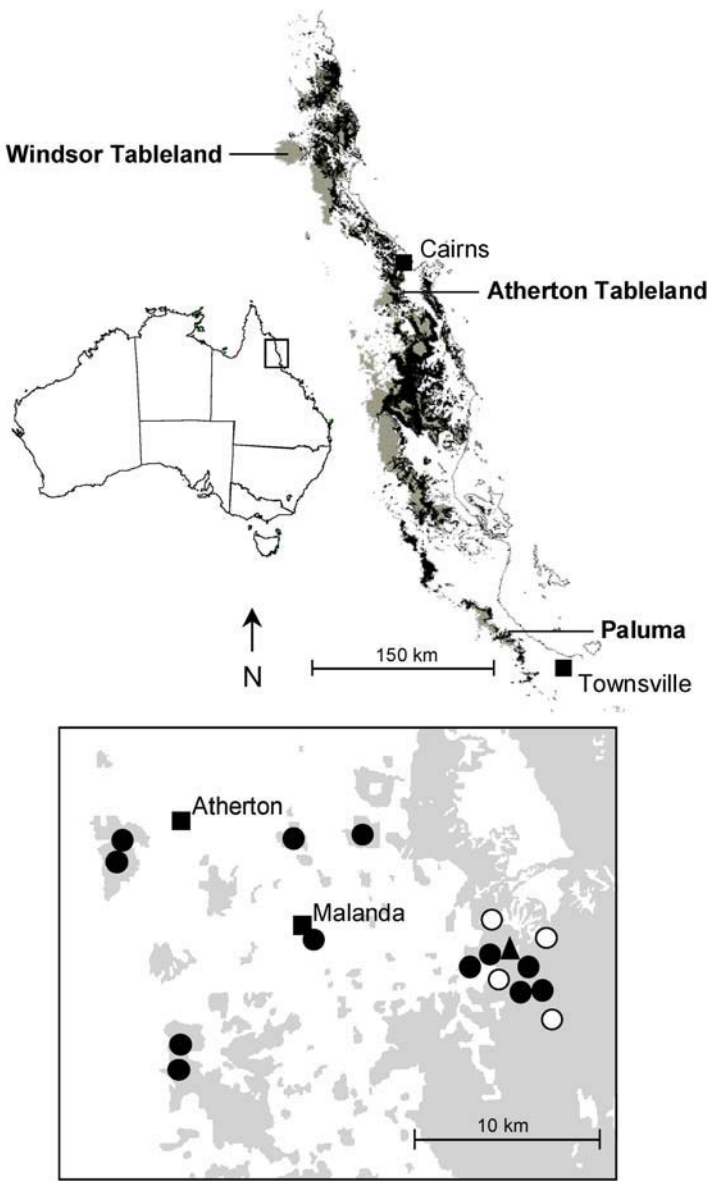 Windsor Tableland
Cairns
Atherton Tableland
Paluma
150 km
N
Townsville
Atherton
Malanda
10 km